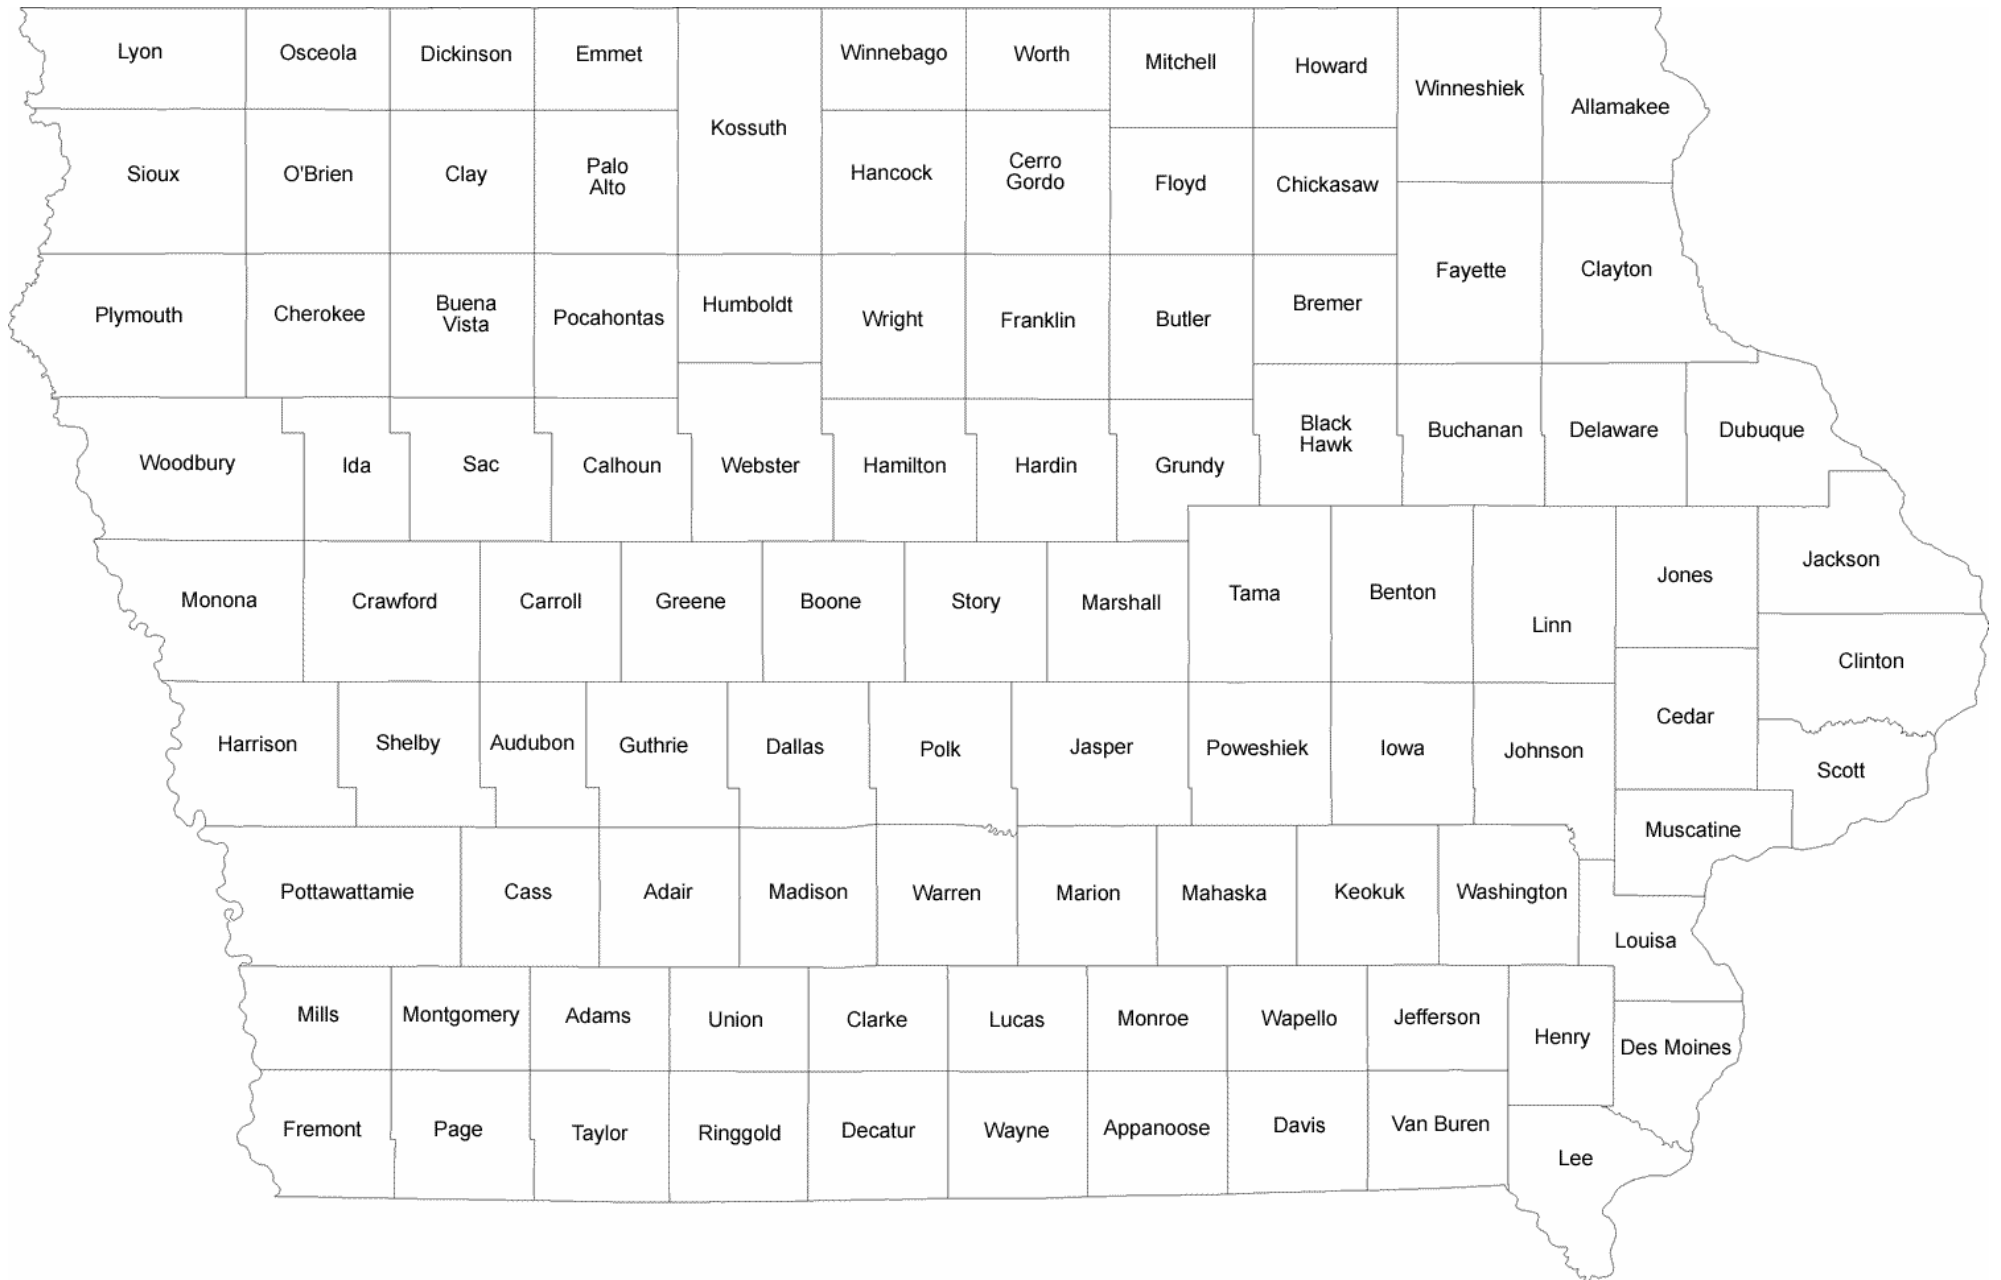 Lyon
Osceola
Dickinson
Emmet
Kossuth
Winnebago
Worth
Mitchell
Howard
Winneshiek
Allamakee
Sioux
O'Brien
Clay
Palo
Alto
Hancock
Cerro
Gordo
Floyd
Chickasaw
Fayette
Clayton
Plymouth
Cherokee
Buena
Vista
Pocahontas
Humboldt
Wright
Franklin
Butler
Bremer
Woodbury
Ida
Sac
Calhoun
Webster
Hamilton
Hardin
Grundy
Black
Hawk
Buchanan
Delaware
Dubuque
Monona
Crawford
Carroll
Greene
Boone
Story
Marshall
Tama
Benton
Linn
Jones
Jackson
Clinton
Harrison
Shelby
Audubon
Guthrie
Dallas
Polk
Jasper
Poweshiek
Iowa
Johnson
Cedar
Scott
Muscatine
Pottawattamie
Cass
Adair
Madison
Warren
Marion
Mahaska
Keokuk
Washington
Louisa
Mills
Montgomery
Adams
Union
Clarke
Lucas
Monroe
Wapello
Jefferson
Henry
Des Moines
Fremont
Page
Taylor
Ringgold
Decatur
Wayne
Appanoose
Davis
Van Buren
Lee